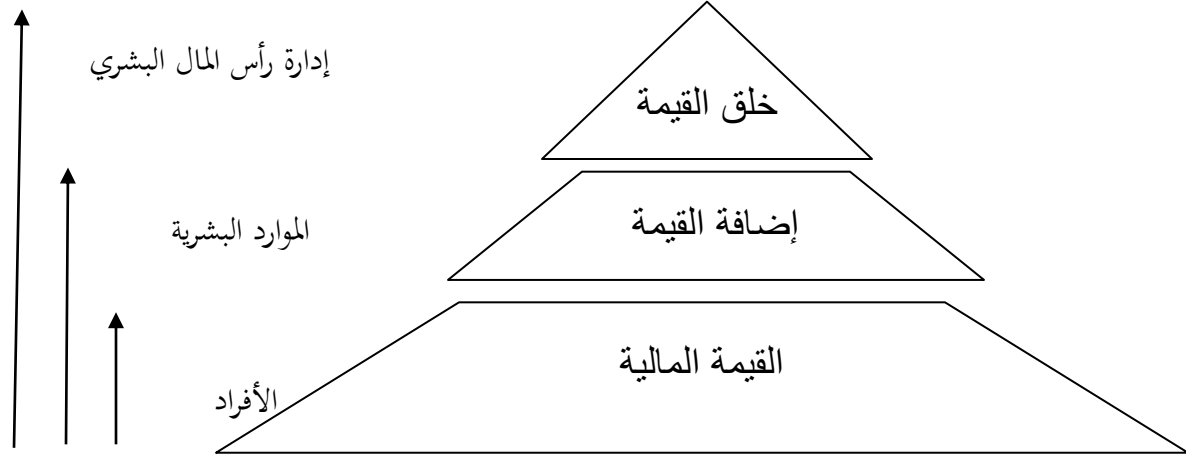 خلق القيمة
إدارة رأس المال البشري
إضافة القيمة
الموارد البشرية
القيمة المالية
الأفراد